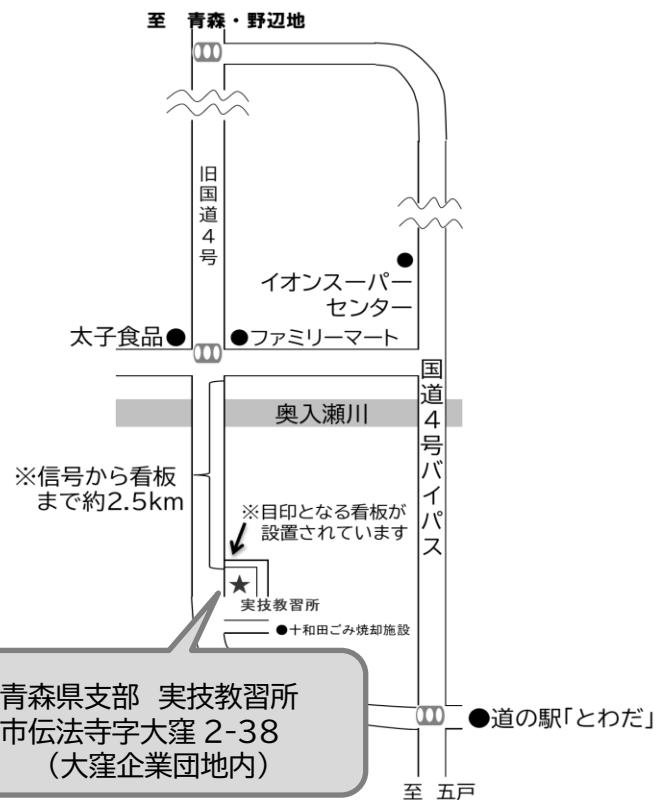 至 青森・野辺地
旧国道4号
イオンスーパー
センター
太子食品
ファミリーマート
国道4号バイパス
奥入瀬川
※信号から看板
まで約2.5km
※目印となる看板が
設置されています
★
実技教習所
●十和田ごみ焼却施設
青森県支部 実技教習所
市伝法寺字大窪 2-38
(大窪企業団地内)
●道の駅「とわだ」
至 五戸